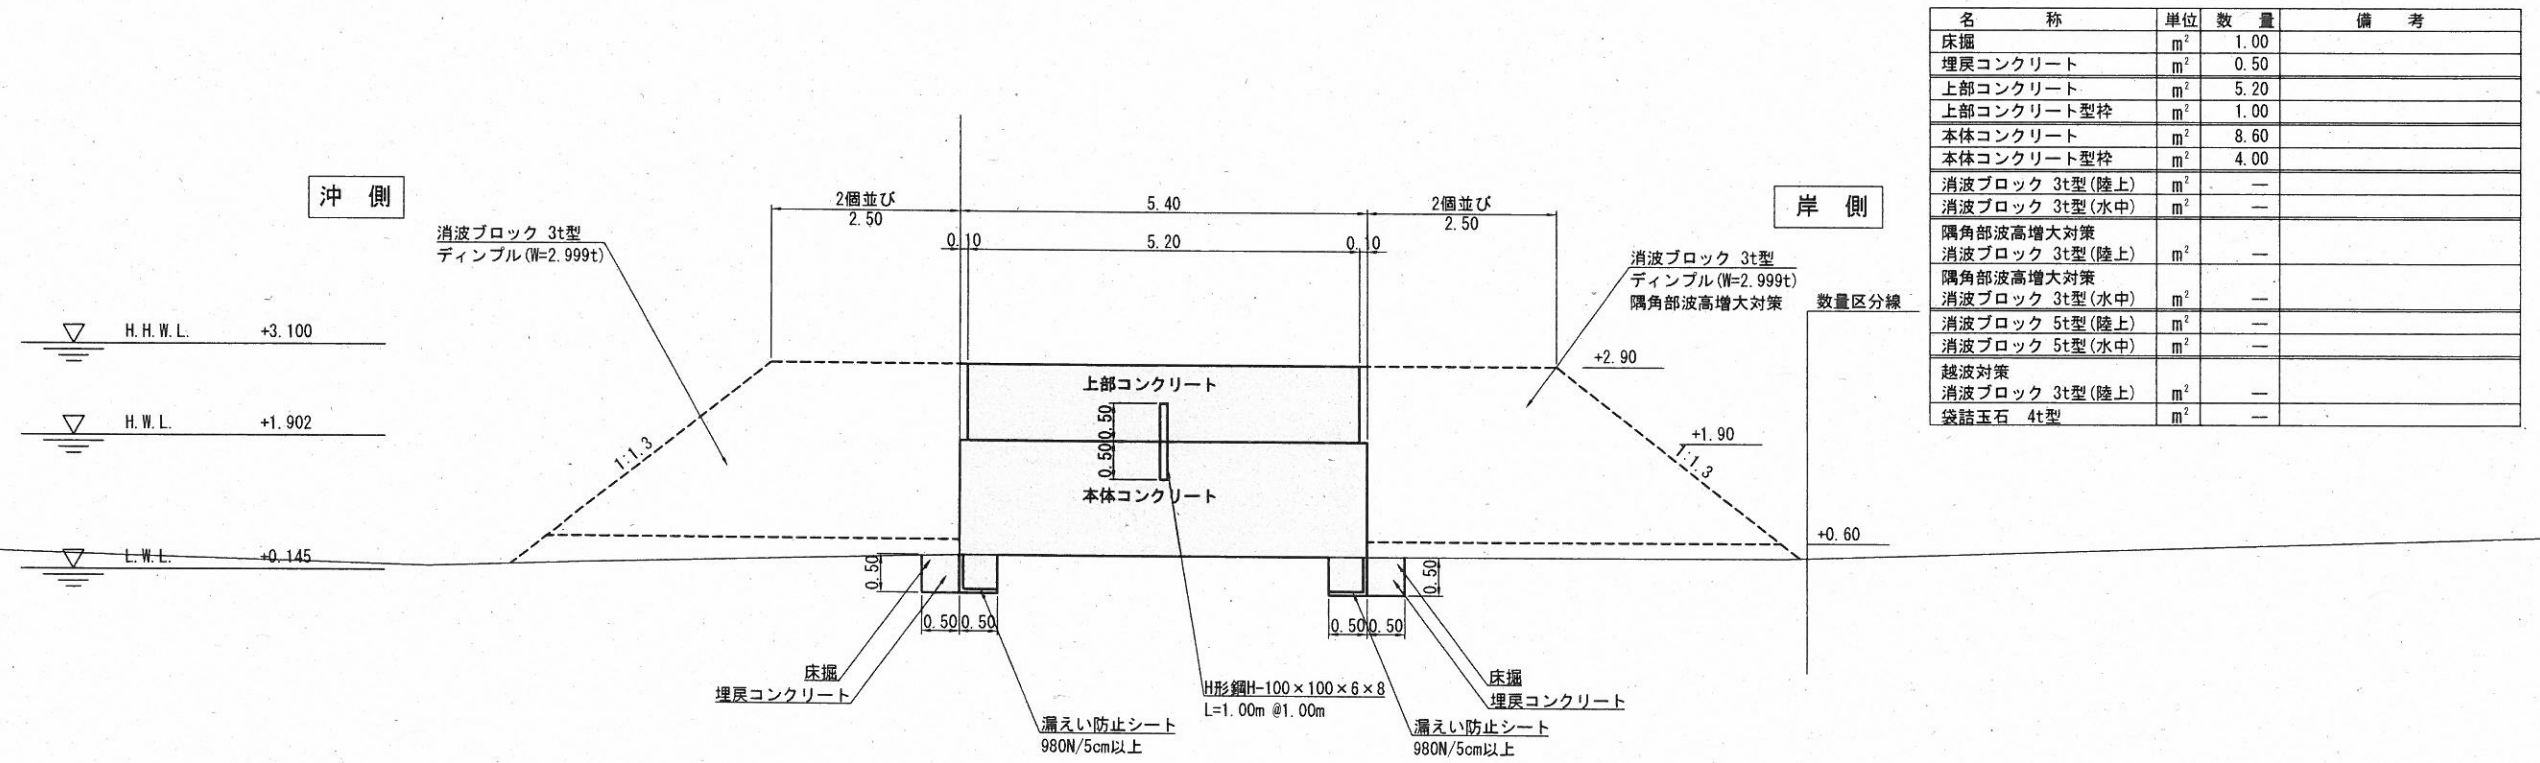 名 称 単位 数 量 備 考
床掘 m² 1.00
埋戻コンクリート m² 0.50
上部コンクリート m² 5.20
上部コンクリート型枠 m² 1.00
本体コンクリート m² 8.60
本体コンクリート型枠 m² 4.00
消波ブロック 3t型(陸上) m² —
消波ブロック 3t型(水中) m² —
隅角部波高増大対策
消波ブロック 3t型(陸上) m² —
隅角部波高増大対策
消波ブロック 3t型(水中) m² —
消波ブロック 5t型(陸上) m² —
消波ブロック 5t型(水中) m² —
越波対策
消波ブロック 3t型(陸上) m² —
袋詰玉石 4t型 m² —
沖 側
岸 側
2個並び
2.50
5.40
2個並び
2.50
0.10
5.20
0.10
消波ブロック 3t型
ディンプル(W=2.999t)
消波ブロック 3t型
ディンプル(W=2.999t)
隅角部波高増大対策
数量区分線
H.H.W.L. +3.100
H.W.L. +1.902
L.W.L. +0.145
+2.90
+1.90
+0.60
1:1.3
1:1.3
上部コンクリート
0.50
0.50
本体コンクリート
0.50
0.50
0.50 0.50
0.50 0.50
床掘
埋戻コンクリート
漏えい防止シート
980N/5cm以上
H形鋼H-100×100×6×8
L=1.00m @1.00m
床掘
埋戻コンクリート
漏えい防止シート
980N/5cm以上